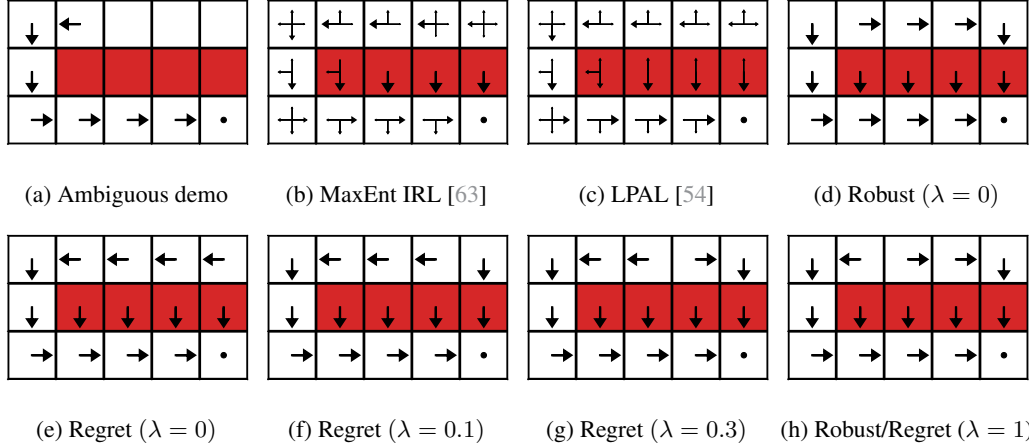 (a) Ambiguous demo (b) MaxEnt IRL [63] (c) LPAL [54] (d) Robust (λ = 0)
(e) Regret (λ = 0) (f) Regret (λ = 0.1) (g) Regret (λ = 0.3) (h) Robust/Regret (λ = 1)